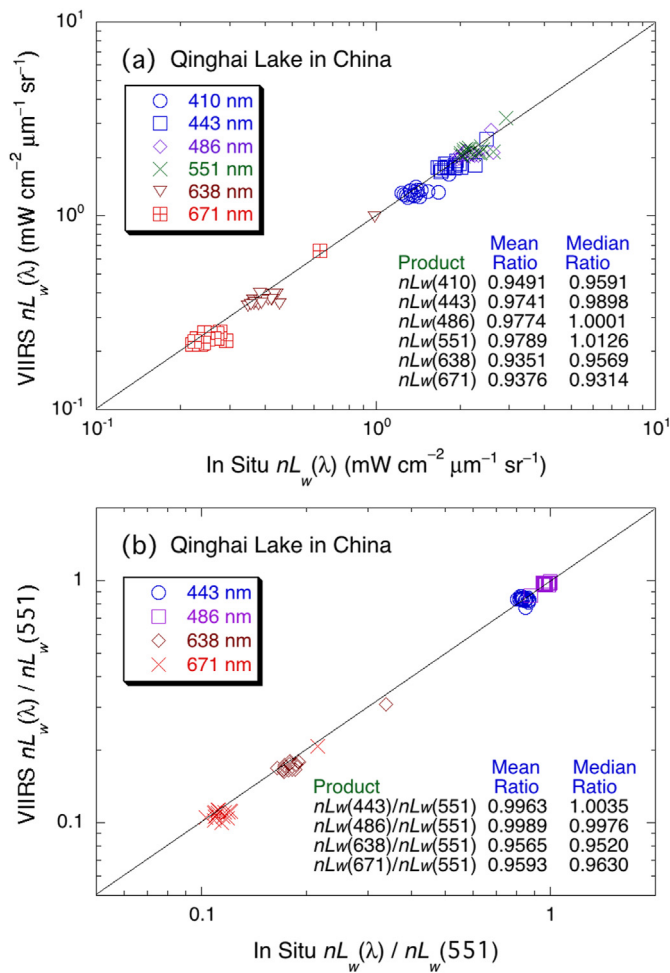 (a) Qinghai Lake in China
410 nm
443 nm
486 nm
551 nm
638 nm
671 nm
Mean Median
Product Ratio Ratio
nLw(410) 0.9491 0.9591
nLw(443) 0.9741 0.9898
nLw(486) 0.9774 1.0001
nLw(551) 0.9789 1.0126
nLw(638) 0.9351 0.9569
nLw(671) 0.9376 0.9314
VIIRS nL_w(λ) (mW cm⁻² μm⁻¹ sr⁻¹)
10¹
10⁰
10⁻¹
10⁻¹ 10⁰ 10¹
In Situ nL_w(λ) (mW cm⁻² μm⁻¹ sr⁻¹)
(b) Qinghai Lake in China
443 nm
486 nm
638 nm
671 nm
Mean Median
Product Ratio Ratio
nLw(443)/nLw(551) 0.9963 1.0035
nLw(486)/nLw(551) 0.9989 0.9976
nLw(638)/nLw(551) 0.9565 0.9520
nLw(671)/nLw(551) 0.9593 0.9630
VIIRS nL_w(λ) / nL_w(551)
1
0.1
0.1 1
In Situ nL_w(λ) / nL_w(551)